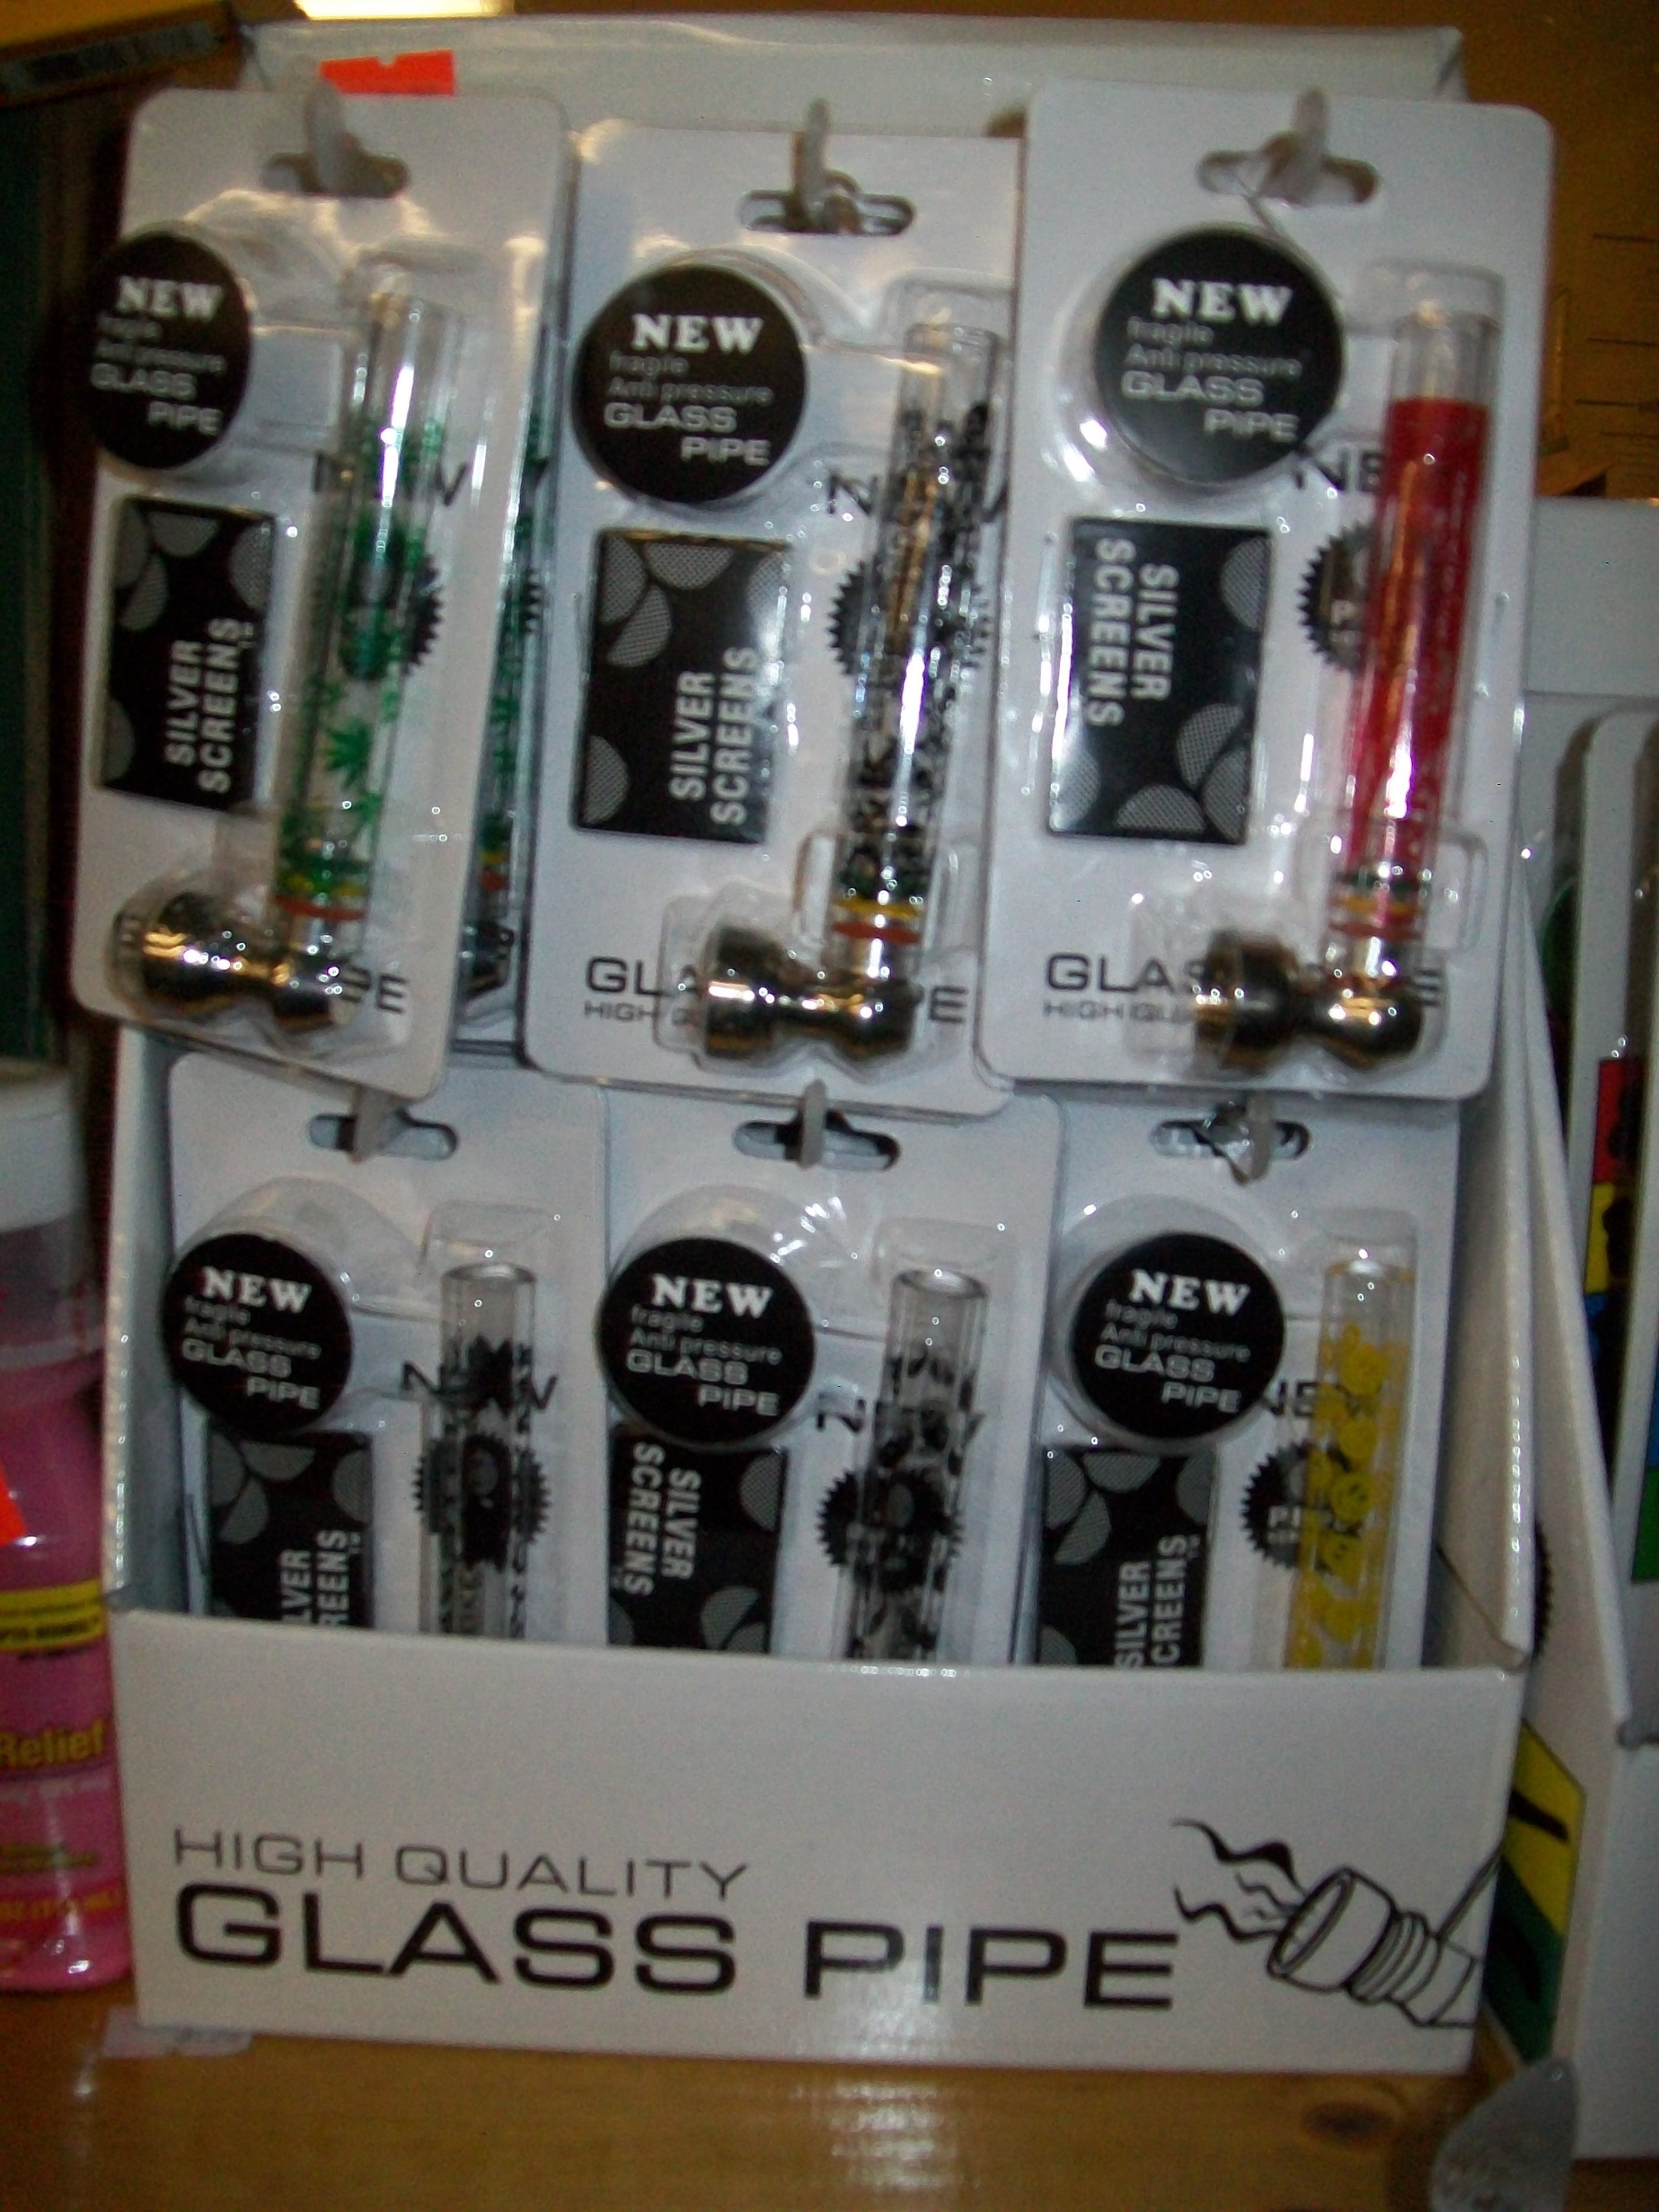 NEW
fragile
Anti pressure
GLASS
PIPE
NEW
fragile
Anti pressure
GLASS
PIPE
NEW
fragile
Anti pressure
GLASS
PIPE
SILVER
SCREENS
SILVER
SCREENS
SILVER
SCREENS
NEW
fragile
Anti pressure
GLASS
PIPE
NEW
fragile
Anti pressure
GLASS
PIPE
NEW
fragile
Anti pressure
GLASS
PIPE
SILVER
SCREENS
Relief
HIGH QUALITY
GLASS PIPE